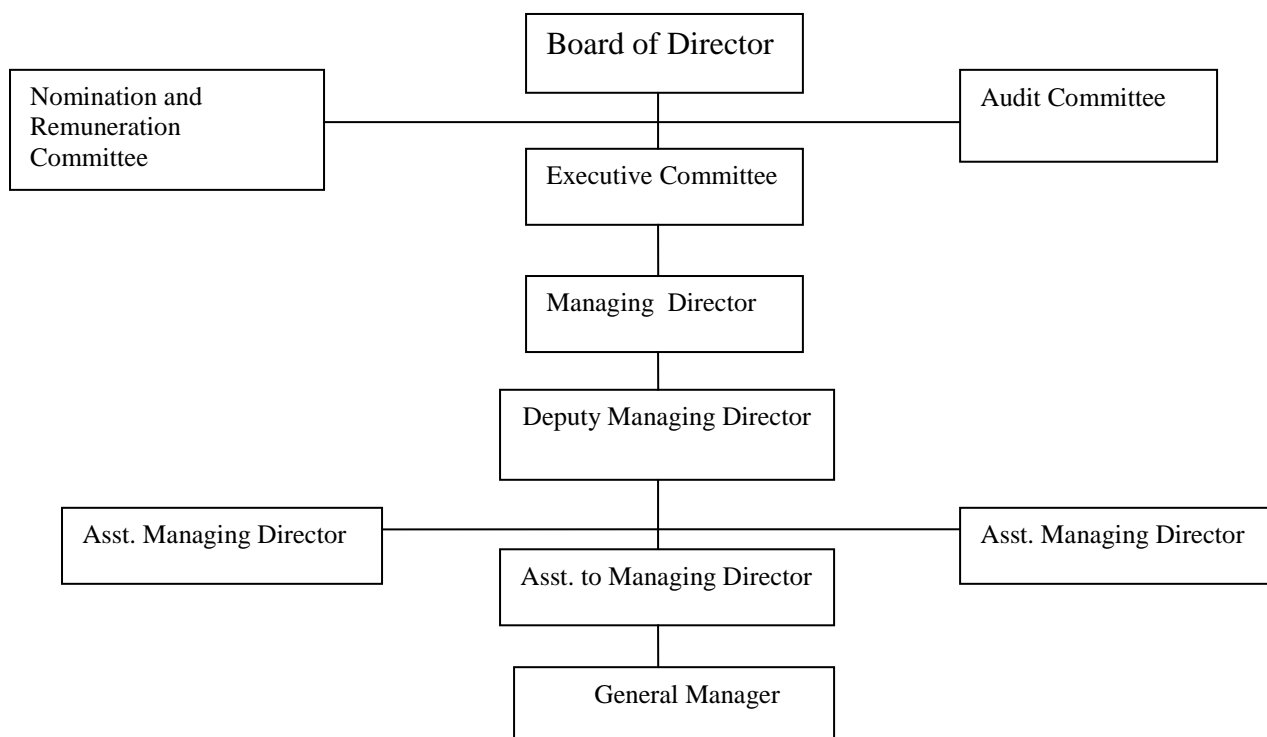 Board of Director
Nomination and
Remuneration
Committee
Audit Committee
Executive Committee
Managing  Director
Deputy Managing Director
Asst. Managing Director
Asst. Managing Director
Asst. to Managing Director
General Manager